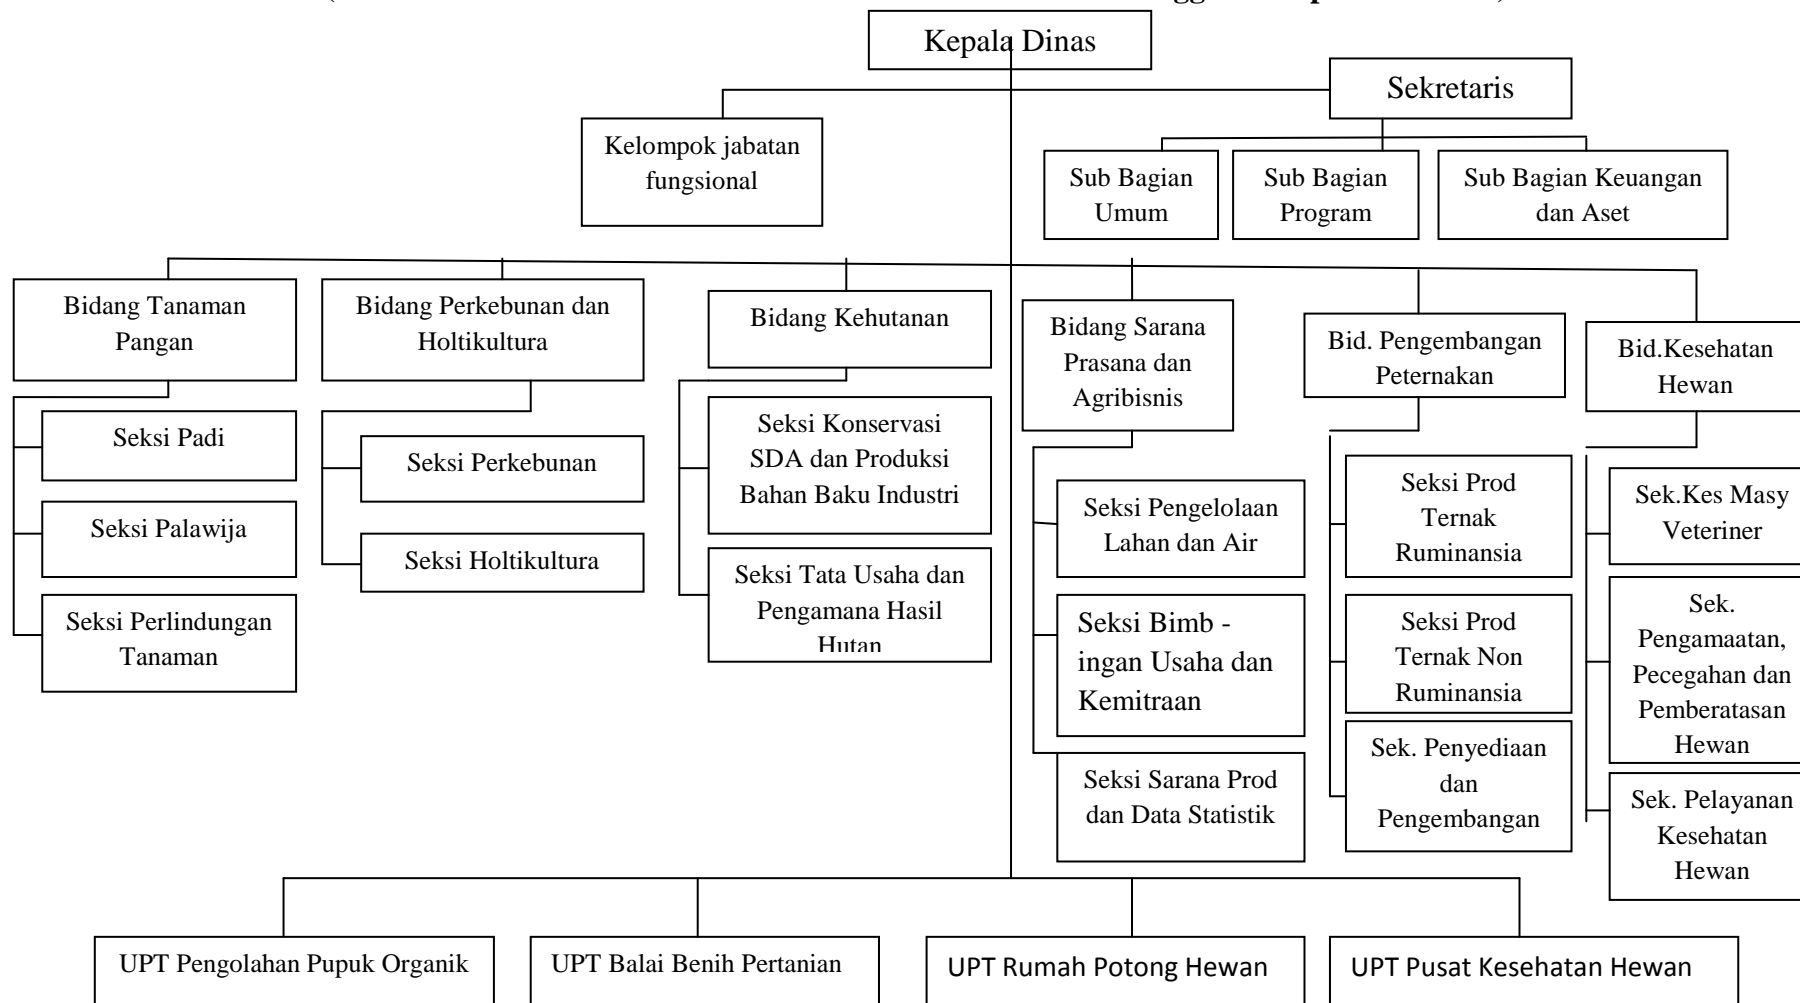 Kepala Dinas
Sekretaris
Kelompok jabatan
fungsional
Sub Bagian
Umum
Sub Bagian
Program
Sub Bagian Keuangan
dan Aset
Bidang Tanaman
Pangan
Bidang Perkebunan dan
Holtikultura
Bidang Kehutanan
Bidang Sarana
Prasana dan
Agribisnis
Bid. Pengembangan
Peternakan
Bid.Kesehatan
Hewan
Seksi Padi
Seksi Palawija
Seksi Perlindungan
Tanaman
Seksi Perkebunan
Seksi Holtikultura
Seksi Konservasi
SDA dan Produksi
Bahan Baku Industri
Seksi Tata Usaha dan
Pengamana Hasil
Hutan
Seksi Pengelolaan
Lahan dan Air
Seksi Bimb -
ingan Usaha dan
Kemitraan
Seksi Sarana Prod
dan Data Statistik
Seksi Prod
Ternak
Ruminansia
Seksi Prod
Ternak Non
Ruminansia
Sek. Penyediaan
dan
Pengembangan
Sek.Kes Masy
Veteriner
Sek.
Pengamaatan,
Pecegahan dan
Pemberatasan
Hewan
Sek. Pelayanan
Kesehatan
Hewan
UPT Pengolahan Pupuk Organik
UPT Balai Benih Pertanian
UPT Rumah Potong Hewan
UPT Pusat Kesehatan Hewan